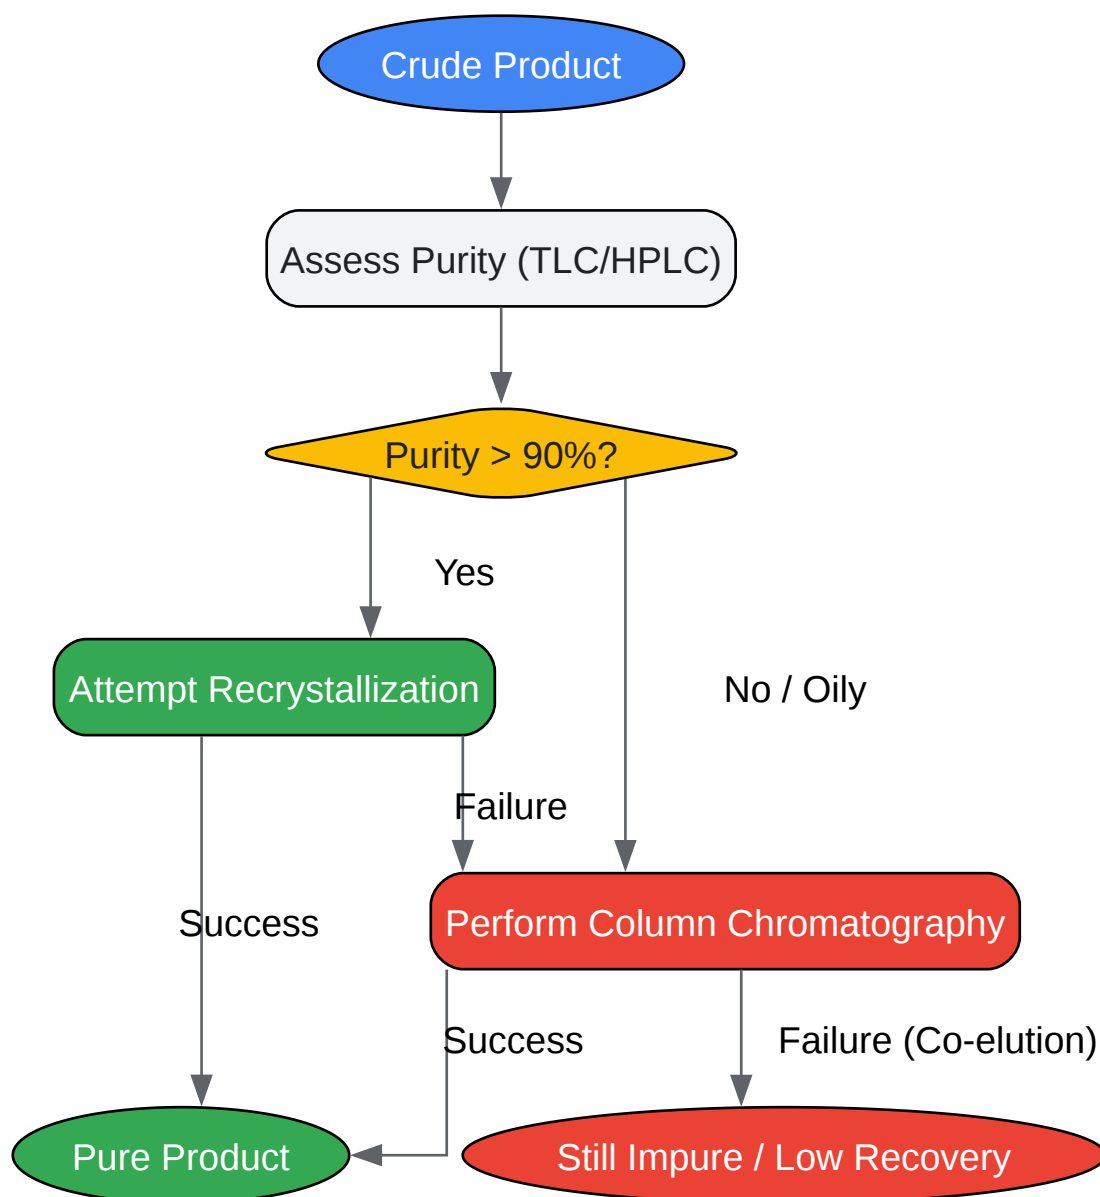 Crude Product
Assess Purity (TLC/HPLC)
Purity > 90%?
Yes
Attempt Recrystallization
No / Oily
Failure
Success
Perform Column Chromatography
Success
Failure (Co-elution)
Pure Product
Still Impure / Low Recovery